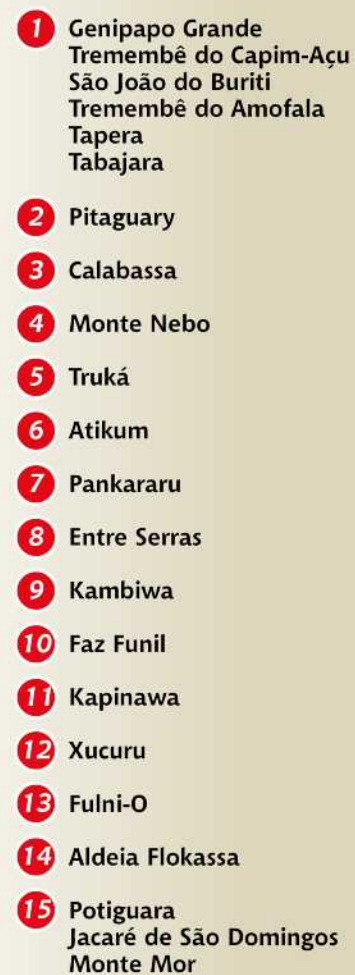 1 Genipapo Grande
Tremembê do Capim-Açu
São João do Buriti
Tremembê do Amofala
Tapera
Tabajara
2 Pitaguary
3 Calabassa
4 Monte Nebo
5 Truká
6 Atikum
7 Pankararu
8 Entre Serras
9 Kambiwa
10 Faz Funil
11 Kapinawa
12 Xucuru
13 Fulni-O
14 Aldeia Flokassa
15 Potiguara
Jacaré de São Domingos
Monte Mor